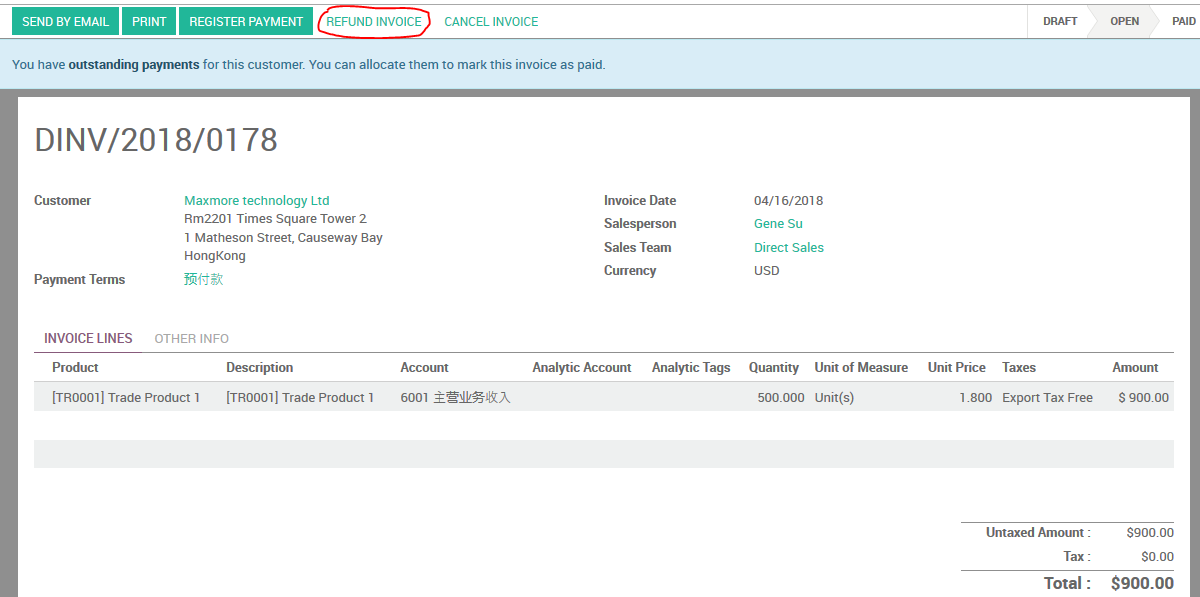 SEND BY EMAIL PRINT REGISTER PAYMENT REFUND INVOICE CANCEL INVOICE DRAFT OPEN PAID
You have outstanding payments for this customer. You can allocate them to mark this invoice as paid.
DINV/2018/0178
Customer Maxmore technology Ltd Invoice Date 04/16/2018
Rm2201 Times Square Tower 2 Salesperson Gene Su
1 Matheson Street, Causeway Bay Sales Team Direct Sales
HongKong Currency USD
Payment Terms 预付款
INVOICE LINES OTHER INFO
Product Description Account Analytic Account Analytic Tags Quantity Unit of Measure Unit Price Taxes Amount
[TR0001] Trade Product 1 [TR0001] Trade Product 1 6001 主营业务收入 500.000 Unit(s) 1.800 Export Tax Free $ 900.00
Untaxed Amount : $900.00
Tax : $0.00
Total : $900.00